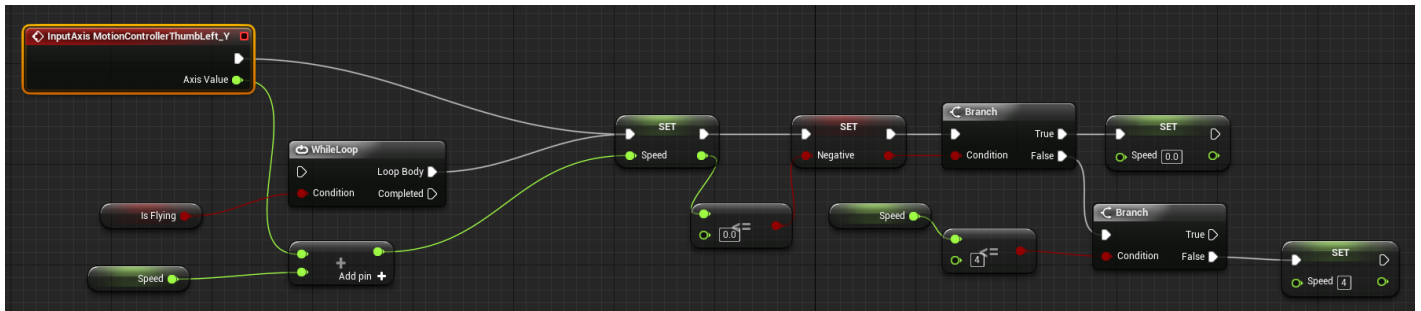 InputAxis MotionControllerThumbLeft_Y
Axis Value
WhileLoop
Loop Body
Condition
Completed
Is Flying
Speed
+
Add pin +
SET
Speed
0.0
<=
SET
Negative
Branch
True
Condition
False
SET
Speed 0.0
Speed
4
<=
Branch
True
Condition
False
SET
Speed 4